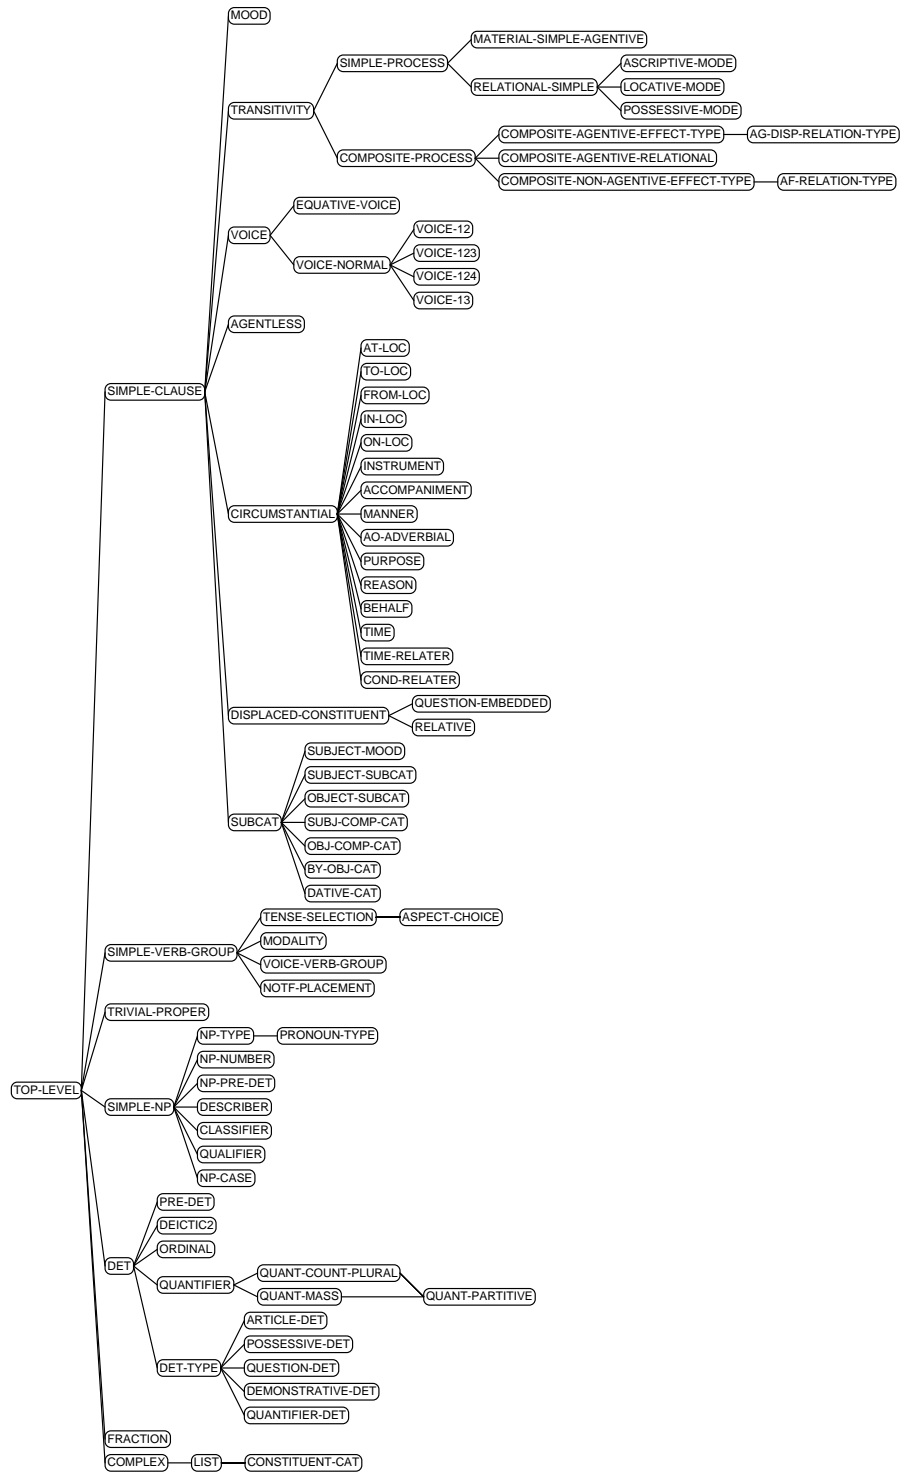 MOOD
MATERIAL-SIMPLE-AGENTIVE
SIMPLE-PROCESS
ASCRIPTIVE-MODE
RELATIONAL-SIMPLE
LOCATIVE-MODE
TRANSITIVITY
POSSESSIVE-MODE
COMPOSITE-AGENTIVE-EFFECT-TYPE
AG-DISP-RELATION-TYPE
COMPOSITE-PROCESS
COMPOSITE-AGENTIVE-RELATIONAL
COMPOSITE-NON-AGENTIVE-EFFECT-TYPE
AF-RELATION-TYPE
EQUATIVE-VOICE
VOICE
VOICE-12
VOICE-123
VOICE-NORMAL
VOICE-124
VOICE-13
AGENTLESS
AT-LOC
TO-LOC
SIMPLE-CLAUSE
FROM-LOC
IN-LOC
ON-LOC
INSTRUMENT
ACCOMPANIMENT
CIRCUMSTANTIAL
MANNER
AO-ADVERBIAL
PURPOSE
REASON
BEHALF
TIME
TIME-RELATER
COND-RELATER
QUESTION-EMBEDDED
DISPLACED-CONSTITUENT
RELATIVE
SUBJECT-MOOD
SUBJECT-SUBCAT
OBJECT-SUBCAT
SUBCAT
SUBJ-COMP-CAT
OBJ-COMP-CAT
BY-OBJ-CAT
DATIVE-CAT
TENSE-SELECTION
ASPECT-CHOICE
SIMPLE-VERB-GROUP
MODALITY
VOICE-VERB-GROUP
NOTF-PLACEMENT
TRIVIAL-PROPER
NP-TYPE
PRONOUN-TYPE
NP-NUMBER
TOP-LEVEL
NP-PRE-DET
SIMPLE-NP
DESCRIBER
CLASSIFIER
QUALIFIER
NP-CASE
PRE-DET
DEICTIC2
ORDINAL
DET
QUANTIFIER
QUANT-COUNT-PLURAL
QUANT-MASS
QUANT-PARTITIVE
ARTICLE-DET
POSSESSIVE-DET
DET-TYPE
QUESTION-DET
DEMONSTRATIVE-DET
QUANTIFIER-DET
FRACTION
COMPLEX
LIST
CONSTITUENT-CAT